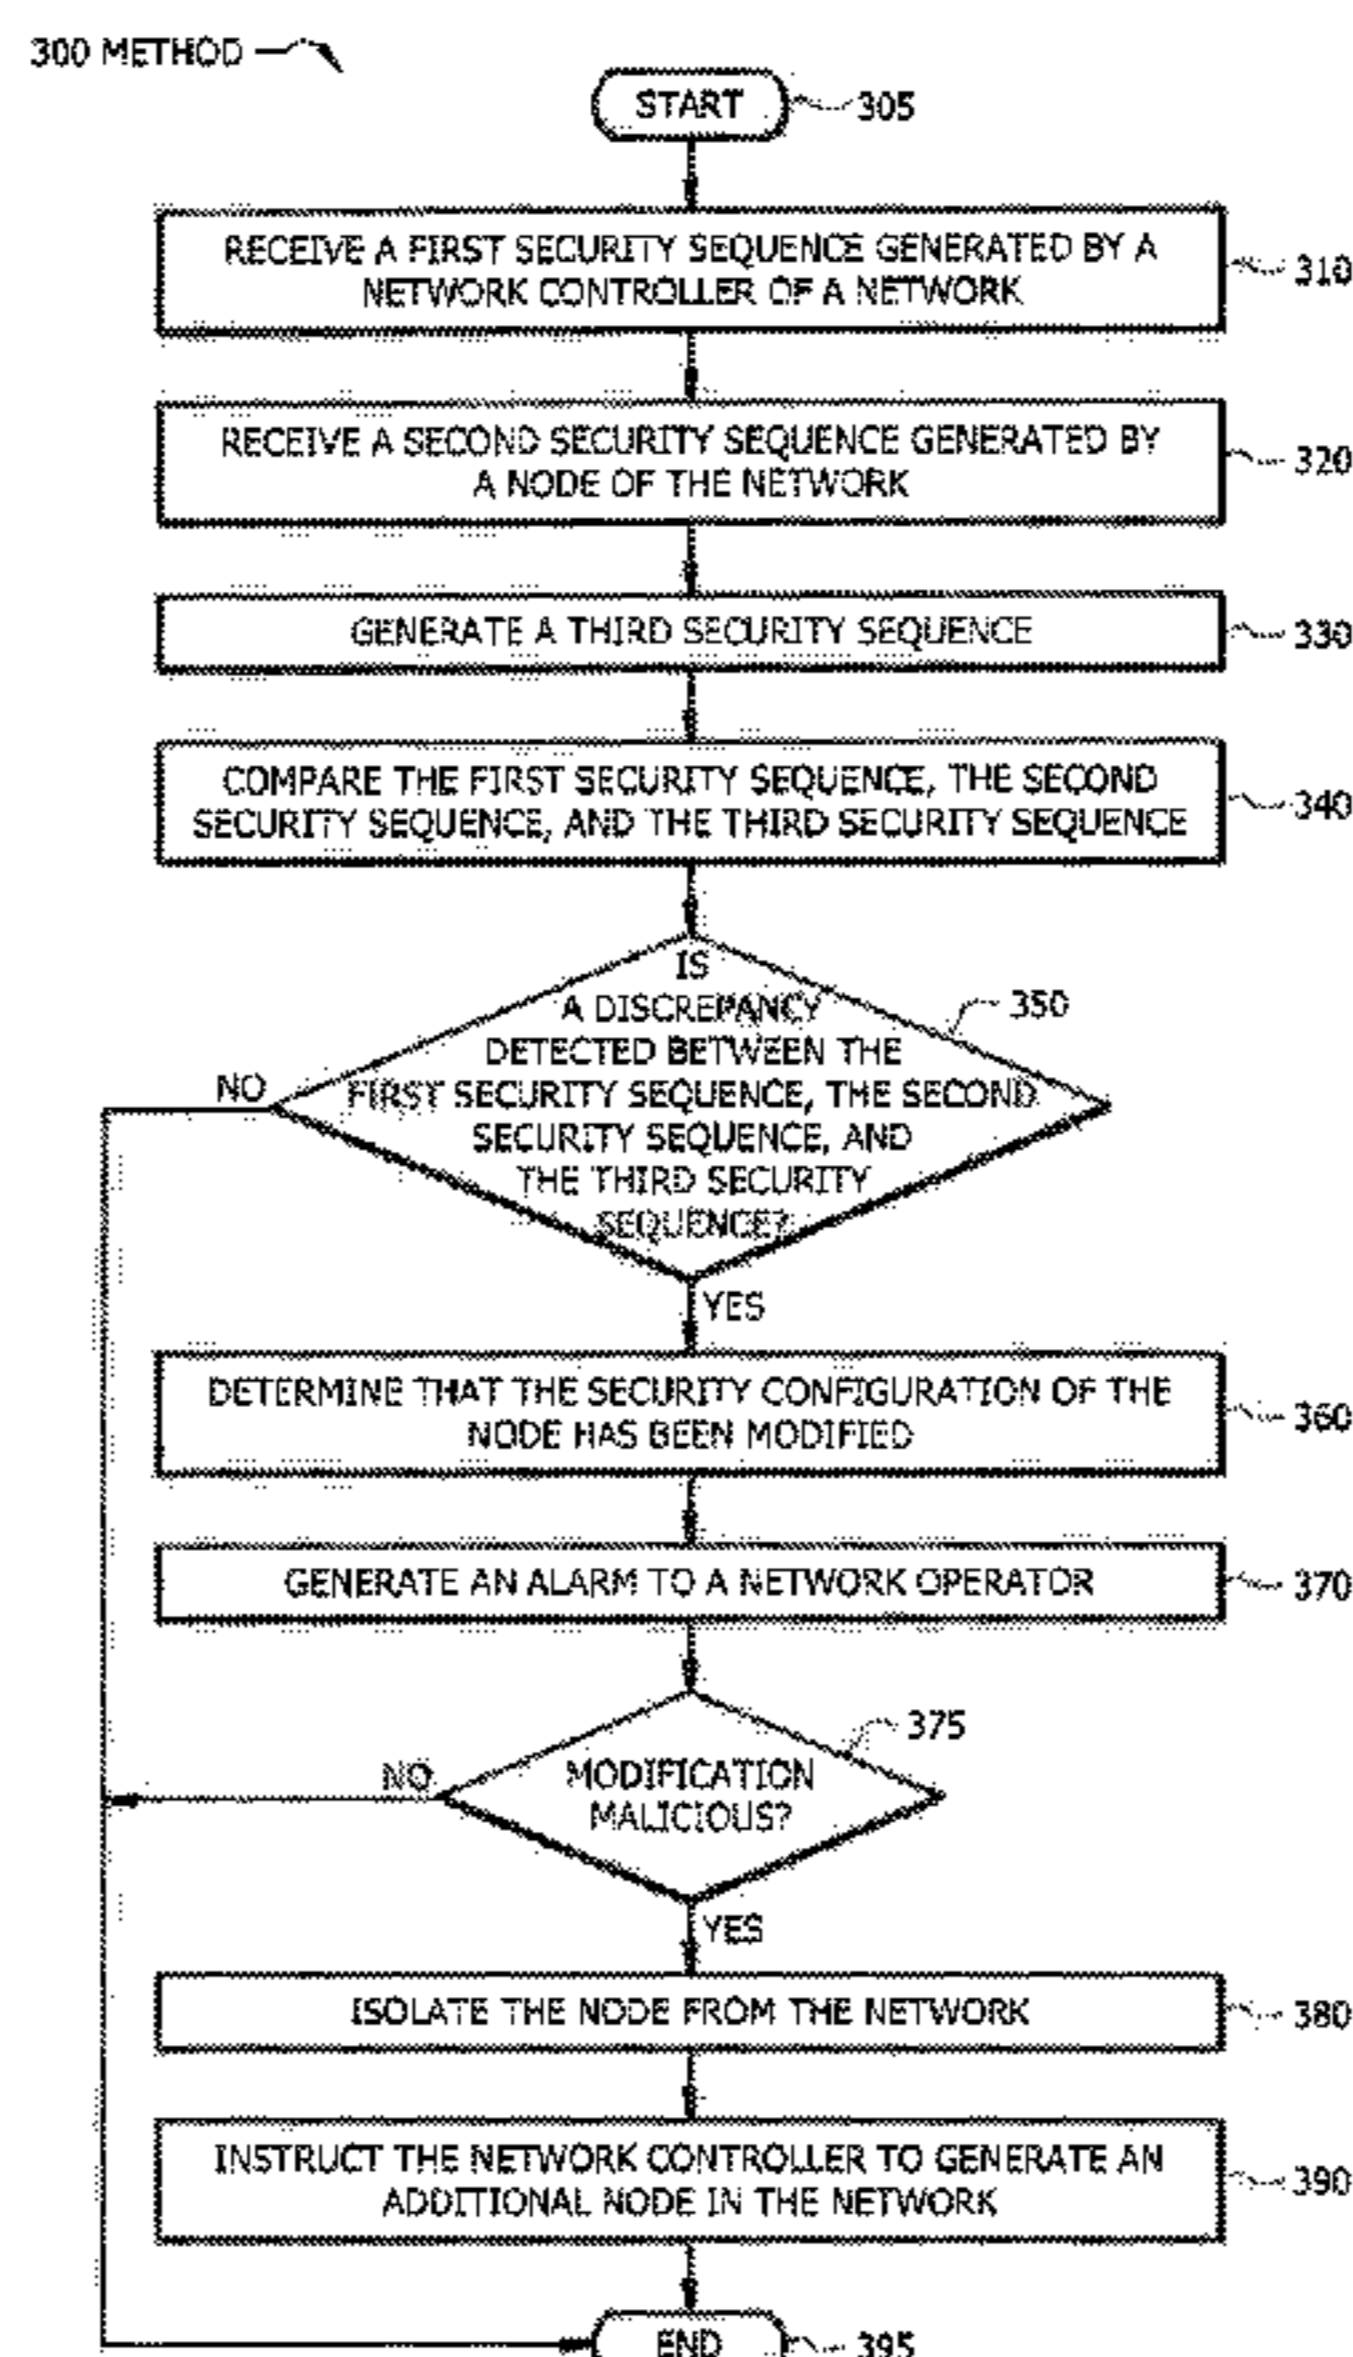 300 METHOD
START
305
RECEIVE A FIRST SECURITY SEQUENCE GENERATED BY A
NETWORK CONTROLLER OF A NETWORK
310
RECEIVE A SECOND SECURITY SEQUENCE GENERATED BY
A NODE OF THE NETWORK
320
GENERATE A THIRD SECURITY SEQUENCE
330
COMPARE THE FIRST SECURITY SEQUENCE, THE SECOND
SECURITY SEQUENCE, AND THE THIRD SECURITY SEQUENCE
340
IS
A DISCREPANCY
DETECTED BETWEEN THE
FIRST SECURITY SEQUENCE, THE SECOND
SECURITY SEQUENCE, AND
THE THIRD SECURITY
SEQUENCE?
350
NO
YES
DETERMINE THAT THE SECURITY CONFIGURATION OF THE
NODE HAS BEEN MODIFIED
360
GENERATE AN ALARM TO A NETWORK OPERATOR
370
MODIFICATION
MALICIOUS?
375
NO
YES
ISOLATE THE NODE FROM THE NETWORK
380
INSTRUCT THE NETWORK CONTROLLER TO GENERATE AN
ADDITIONAL NODE IN THE NETWORK
390
END
395